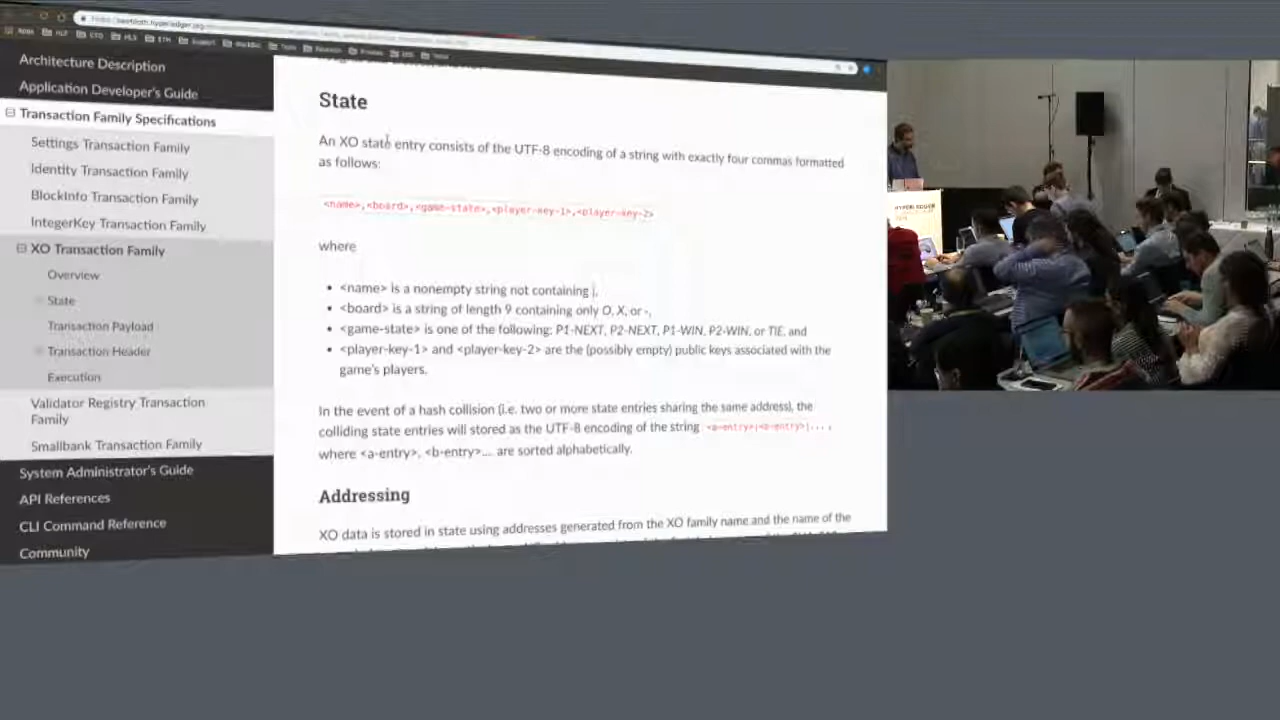 Apps
Architecture Description
Application Developer's Guide
Transaction Family Specifications
Settings Transaction Family
Identity Transaction Family
BlockInfo Transaction Family
IntegerKey Transaction Family
XO Transaction Family
Overview
State
Transaction Payload
Transaction Header
Execution
Validator Registry Transaction
Family
Smallbank Transaction Family
System Administrator's Guide
API References
CLI Command Reference
Community
State
An XO state entry consists of the UTF-8 encoding of a string with exactly four commas formatted
as follows:
<name>,<board>,<game-state>,<player-key-1>,<player-key-2>
where
• <name> is a nonempty string not containing |,
• <board> is a string of length 9 containing only O, X, or -,
• <game-state> is one of the following: P1-NEXT, P2-NEXT, P1-WIN, P2-WIN, or TIE, and
• <player-key-1> and <player-key-2> are the (possibly empty) public keys associated with the
game's players.
In the event of a hash collision (i.e. two or more state entries sharing the same address), the
colliding state entries will stored as the UTF-8 encoding of the string <a-entry>|<b-entry>|... ,
where <a-entry>, <b-entry>,... are sorted alphabetically.
Addressing
XO data is stored in state using addresses generated from the XO family name and the name of the
HYPERLEDGER